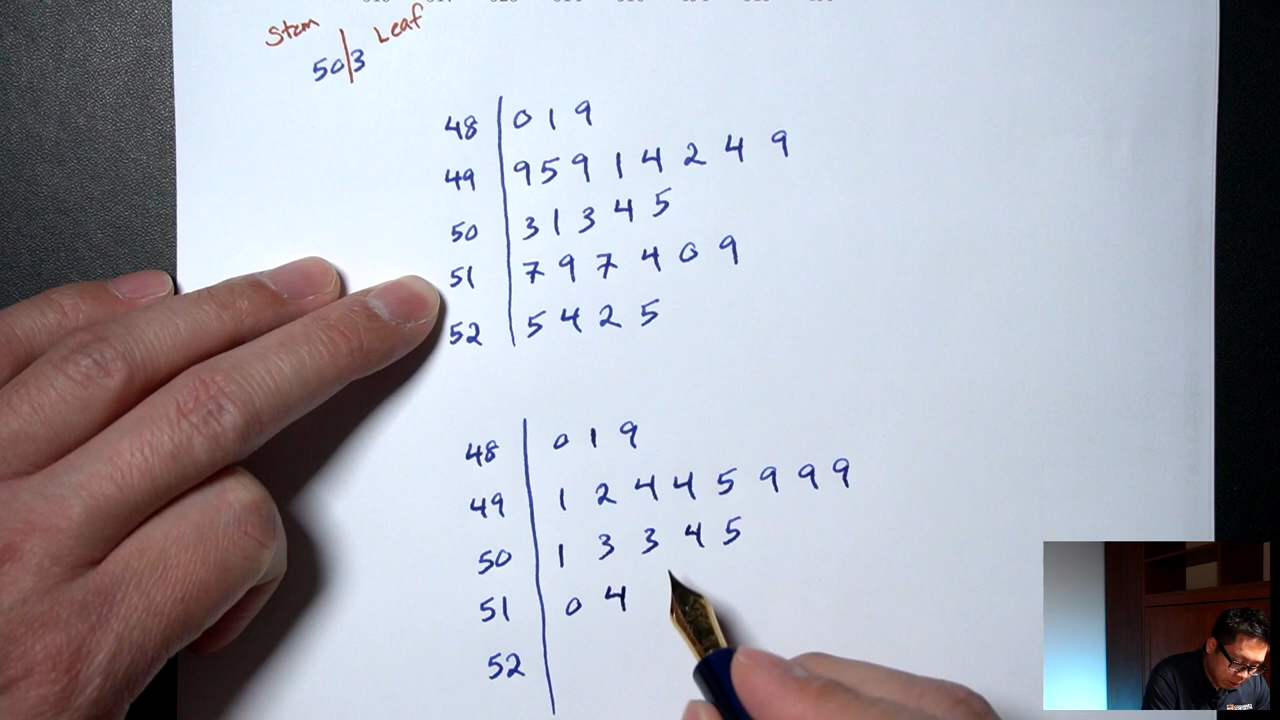 Stem Leaf
50|3
48 | 0 1 9
49 | 9 5 9 1 4 2 4 9
50 | 3 1 3 4 5
51 | 7 9 7 4 0 9
52 | 5 4 2 5
48 | 0 1 9
49 | 1 2 4 4 5 9 9 9
50 | 1 3 3 4 5
51 | 0 4
52 |